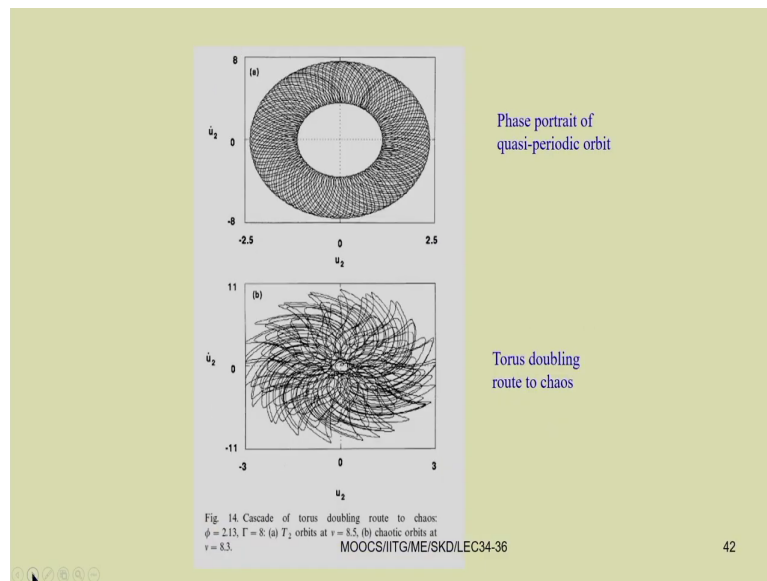 8
(a)
u̇₂
0
-8
-2.5
0
2.5
u₂
Phase portrait of
quasi-periodic orbit
11
(b)
u̇₂
0
-11
-3
0
3
u₂
Torus doubling
route to chaos
Fig. 14. Cascade of torus doubling route to chaos:
ϕ = 2.13, Γ = 8: (a) T₂ orbits at ν = 8.5, (b) chaotic orbits at
ν = 8.3.
MOOCS/IITG/ME/SKD/LEC34-36
42